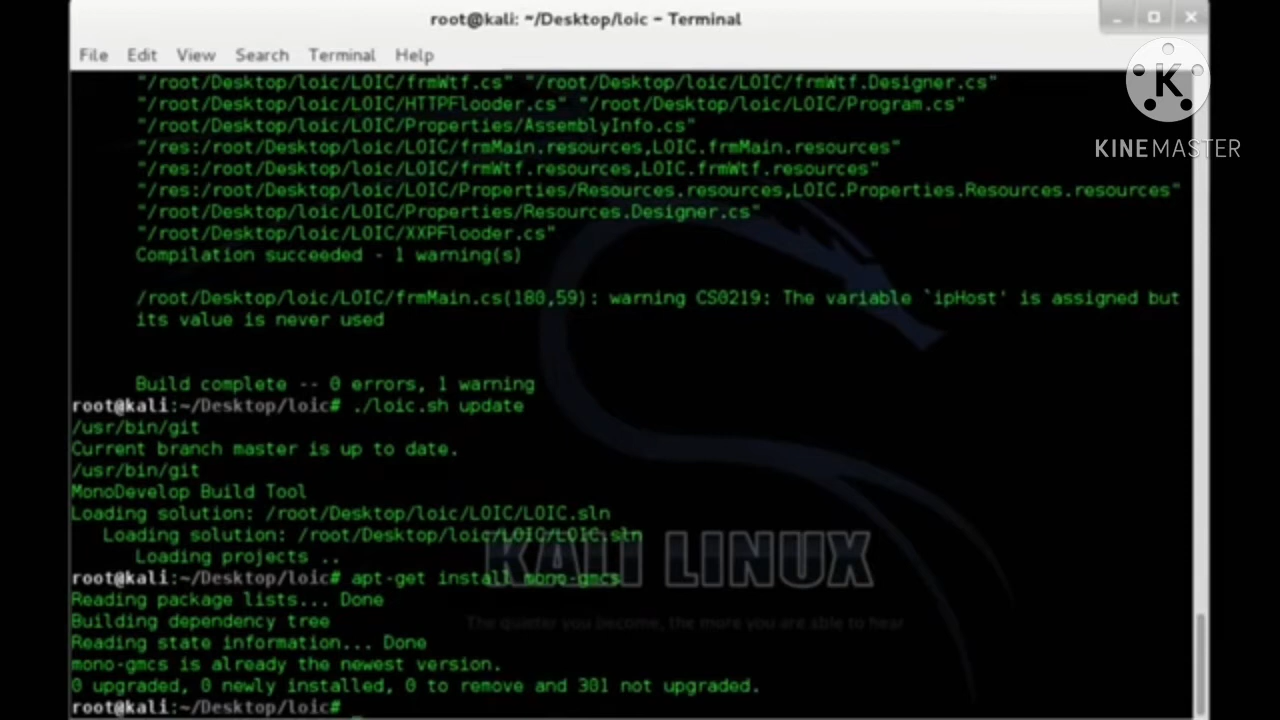 root@kali: ~/Desktop/loic - Terminal
File Edit View Search Terminal Help
K
KINEMASTER
"/root/Desktop/loic/LOIC/frmWtf.cs" "/root/Desktop/loic/LOIC/frmWtf.Designer.cs"
"/root/Desktop/loic/LOIC/HTTPFlooder.cs" "/root/Desktop/loic/LOIC/Program.cs"
"/root/Desktop/loic/LOIC/Properties/AssemblyInfo.cs"
"/res:/root/Desktop/loic/LOIC/frmMain.resources,LOIC.frmMain.resources"
"/res:/root/Desktop/loic/LOIC/frmWtf.resources,LOIC.frmWtf.resources"
"/res:/root/Desktop/loic/LOIC/Properties/Resources.resources,LOIC.Properties.Resources.resources"
"/root/Desktop/loic/LOIC/Properties/Resources.Designer.cs"
"/root/Desktop/loic/LOIC/XXPFlooder.cs"
Compilation succeeded - 1 warning(s)
/root/Desktop/loic/LOIC/frmMain.cs(180,59): warning CS0219: The variable `ipHost' is assigned but
its value is never used
Build complete -- 0 errors, 1 warning
root@kali:~/Desktop/loic# ./loic.sh update
/usr/bin/git
Current branch master is up to date.
/usr/bin/git
MonoDevelop Build Tool
Loading solution: /root/Desktop/loic/LOIC/LOIC.sln
Loading solution: /root/Desktop/loic/LOIC/LOIC.sln
Loading projects ..
KALI LINUX
root@kali:~/Desktop/loic# apt-get install mono-gmcs
Reading package lists... Done
Building dependency tree
The quieter you become, the more you are able to hear
Reading state information... Done
mono-gmcs is already the newest version.
0 upgraded, 0 newly installed, 0 to remove and 301 not upgraded.
root@kali:~/Desktop/loic#